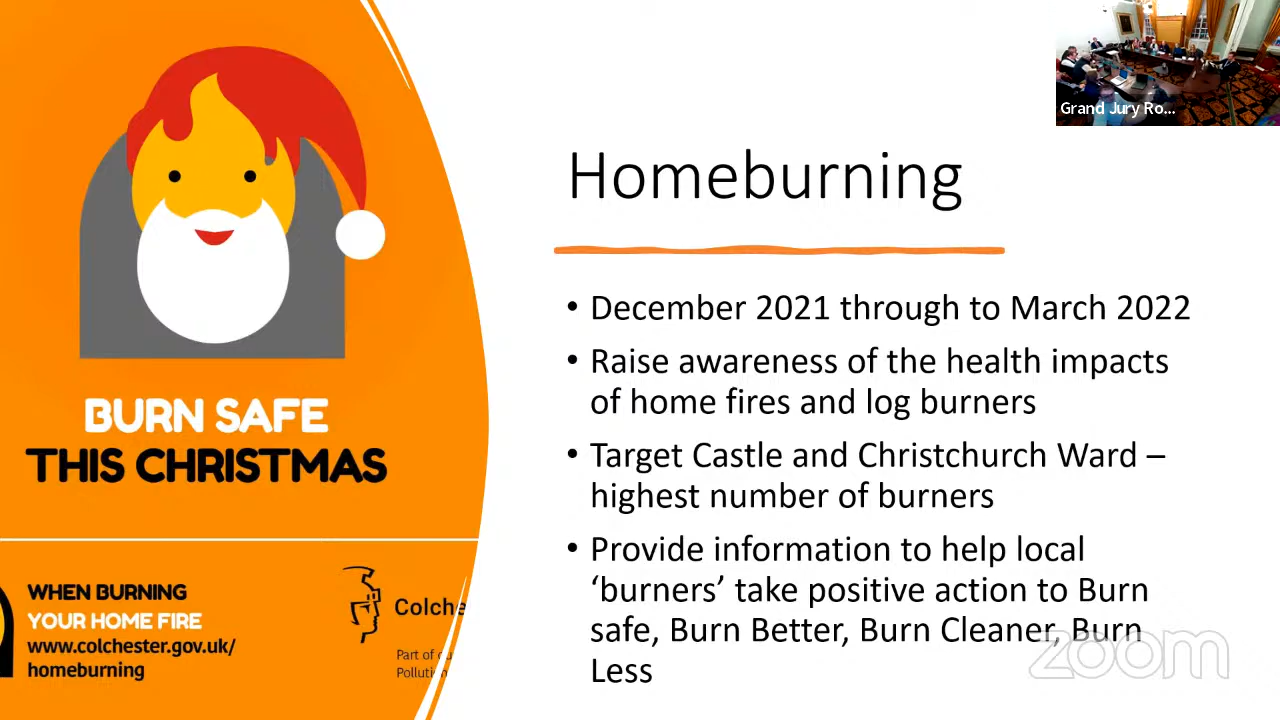 Grand Jury Ro...
Homeburning
• December 2021 through to March 2022
• Raise awareness of the health impacts
of home fires and log burners
• Target Castle and Christchurch Ward –
highest number of burners
• Provide information to help local
‘burners’ take positive action to Burn
safe, Burn Better, Burn Cleaner, Burn
Less
BURN SAFE
THIS CHRISTMAS
WHEN BURNING
YOUR HOME FIRE
www.colchester.gov.uk/
homeburning
Colche
Part of
zoom